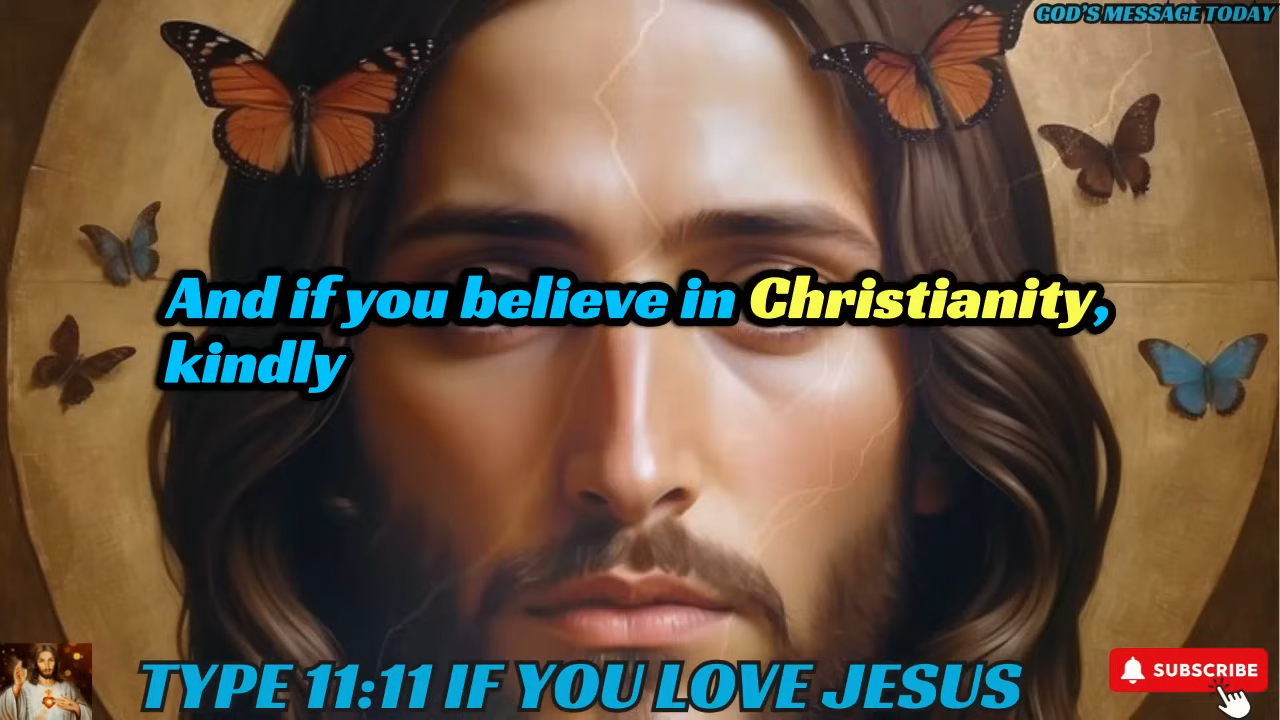 GOD'S MESSAGE TODAY
And if you believe in Christianity,
kindly
TYPE 11:11 IF YOU LOVE JESUS
SUBSCRIBE